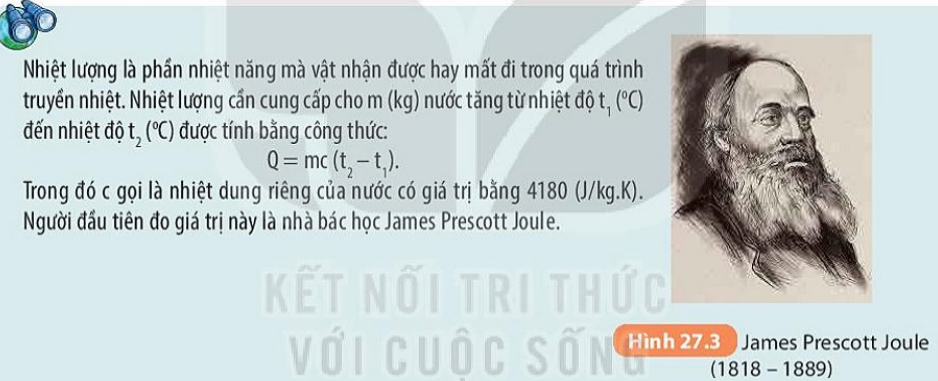 Nhiệt lượng là phần nhiệt năng mà vật nhận được hay mất đi trong quá trình
truyền nhiệt. Nhiệt lượng cần cung cấp cho m (kg) nước tăng từ nhiệt độ t₁ (°C)
đến nhiệt độ t₂ (°C) được tính bằng công thức:
Q = mc (t₂ – t₁).
Trong đó c gọi là nhiệt dung riêng của nước có giá trị bằng 4180 (J/kg.K).
Người đầu tiên đo giá trị này là nhà bác học James Prescott Joule.
KẾT NỐI TRI THỨC
VỚI CUỘC SỐNG
Hình 27.3 James Prescott Joule
(1818 – 1889)